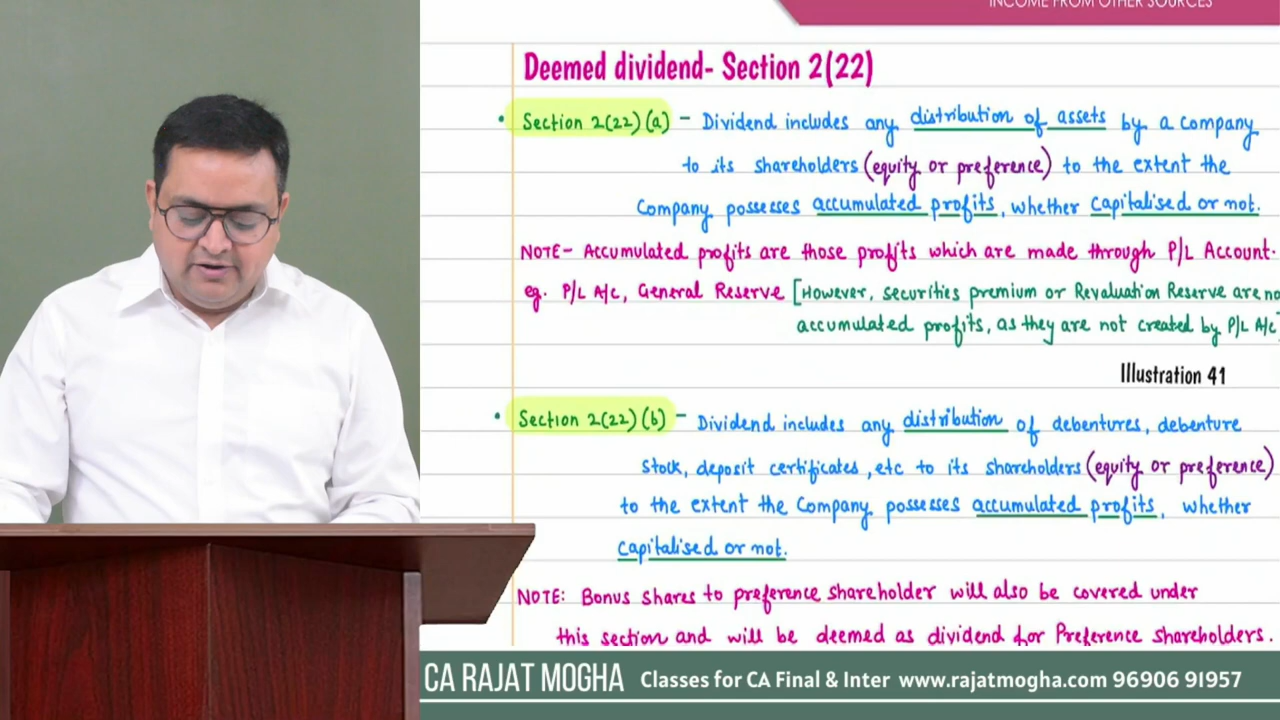 INCOME FROM OTHER SOURCES
Deemed dividend- Section 2(22)
• Section 2(22)(a) - Dividend includes any distribution of assets by a Company
to its shareholders (equity or preference) to the extent the
Company possesses accumulated profits, whether Capitalised or not.
NOTE- Accumulated profits are those profits which are made through P/L Account.
eg. P/L A/c, General Reserve [However, securities premium or Revaluation Reserve are no
accumulated profits, as they are not created by P/L A/c]
Illustration 41
• Section 2(22)(b) - Dividend includes any distribution of debentures, debenture
Stock, deposit certificates, etc to its shareholders (equity or preference)
to the extent the Company possesses accumulated profits, whether
Capitalised or not.
NOTE: Bonus shares to preference shareholder will also be covered under
this section and will be deemed as dividend for Preference shareholders.
CA RAJAT MOGHA Classes for CA Final & Inter www.rajatmogha.com 96906 91957